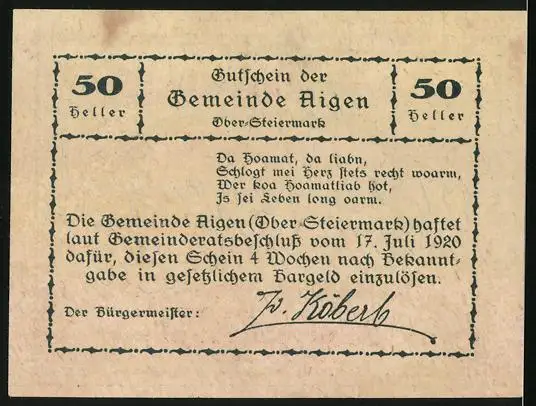 50 Heller
Gutschein der
Gemeinde Aigen
Ober-Steiermark
50 Heller
Da Hoamat, da liabn,
Schlogt mei Herz stets recht woarm,
Wer koa Hoamatliab hot,
Js sei Leben long oarm.
Die Gemeinde Aigen (Ober-Steiermark) haftet
laut Gemeinderatsbeschluß vom 17. Juli 1920
dafür, diesen Schein 4 Wochen nach Bekannt-
gabe in gesetzlichem Bargeld einzulösen.
Der Bürgermeister: